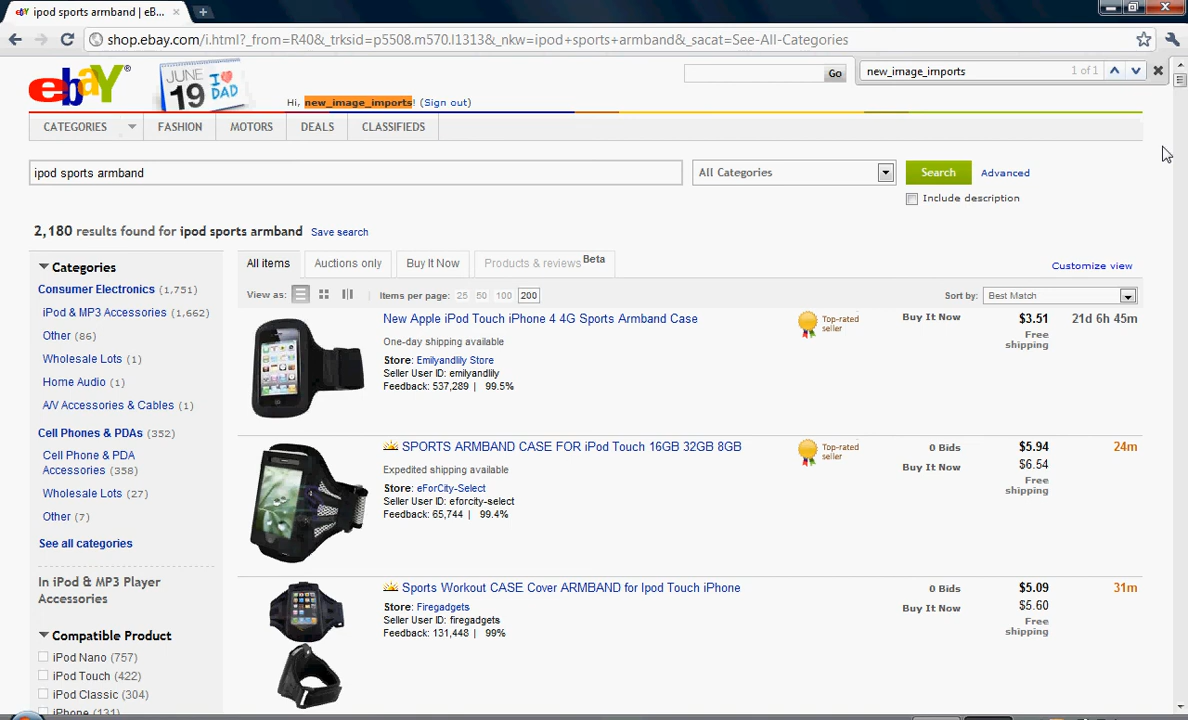 ipod sports armband | eB...
shop.ebay.com/i.html?_from=R40&_trksid=p5508.m570.l1313&_nkw=ipod+sports+armband&_sacat=See-All-Categories
new_image_imports 1 of 1
ebay®
JUNE 19 I DAD
Go
Hi, new_image_imports! (Sign out)
CATEGORIES FASHION MOTORS DEALS CLASSIFIEDS
ipod sports armband All Categories Search Advanced
Include description
2,180 results found for ipod sports armband Save search
Categories
Consumer Electronics (1,751)
iPod & MP3 Accessories (1,662)
Other (86)
Wholesale Lots (1)
Home Audio (1)
A/V Accessories & Cables (1)
Cell Phones & PDAs (352)
Cell Phone & PDA
Accessories (358)
Wholesale Lots (27)
Other (7)
See all categories
In iPod & MP3 Player
Accessories
Compatible Product
iPod Nano (757)
iPod Touch (422)
iPod Classic (304)
iPhone (131)
All items Auctions only Buy It Now Products & reviews Beta
Customize view
View as: Items per page: 25 50 100 200 Sort by: Best Match
New Apple iPod Touch iPhone 4 4G Sports Armband Case
One-day shipping available
Store: Emilyandlily Store
Seller User ID: emilyandlily
Feedback: 537,289 | 99.5%
Top-rated
seller
Buy It Now $3.51 21d 6h 45m
Free
shipping
SPORTS ARMBAND CASE FOR iPod Touch 16GB 32GB 8GB
Expedited shipping available
Store: eForCity-Select
Seller User ID: eforcity-select
Feedback: 65,744 | 99.4%
Top-rated
seller
0 Bids $5.94 24m
Buy It Now $6.54
Free
shipping
Sports Workout CASE Cover ARMBAND for Ipod Touch iPhone
Store: Firegadgets
Seller User ID: firegadgets
Feedback: 131,448 | 99%
0 Bids $5.09 31m
Buy It Now $5.60
Free
shipping